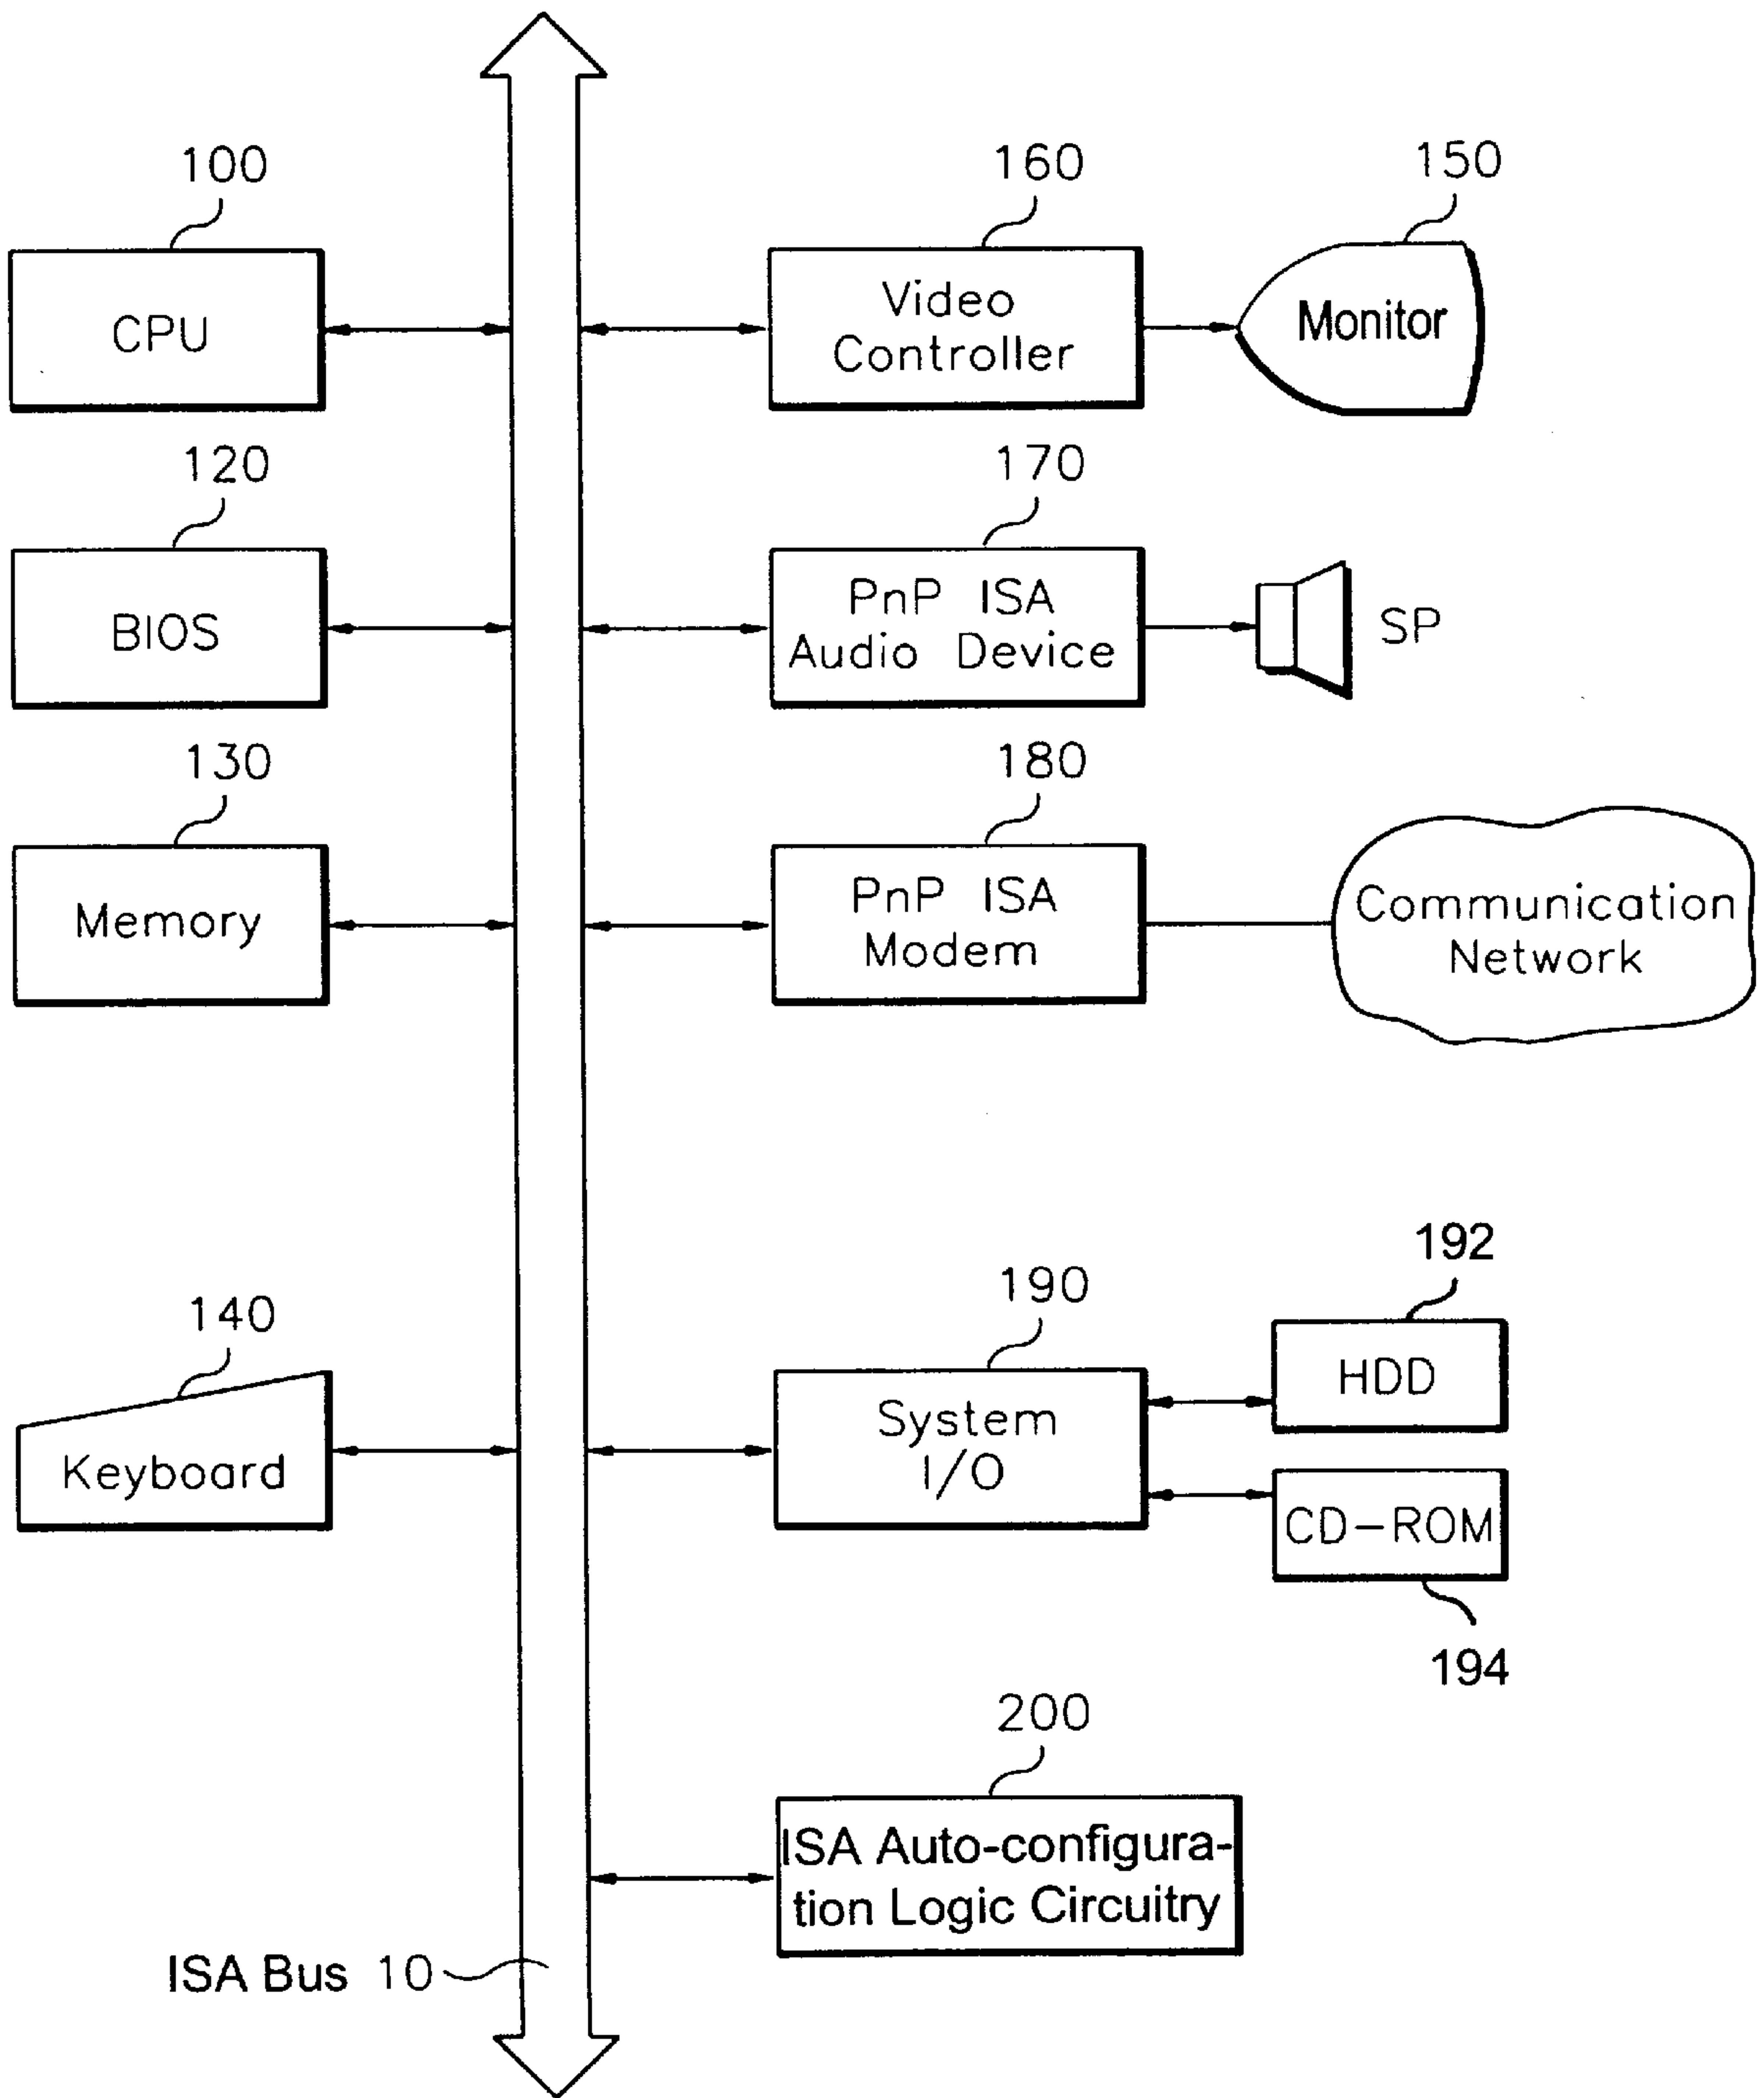 100
160
150
CPU
Video
Controller
Monitor
120
170
BIOS
PnP ISA
Audio Device
SP
130
180
Memory
PnP ISA
Modem
Communication
Network
192
190
140
HDD
System
I/O
Keyboard
CD-ROM
194
200
ISA Auto-configura-
tion Logic Circuitry
ISA Bus 10